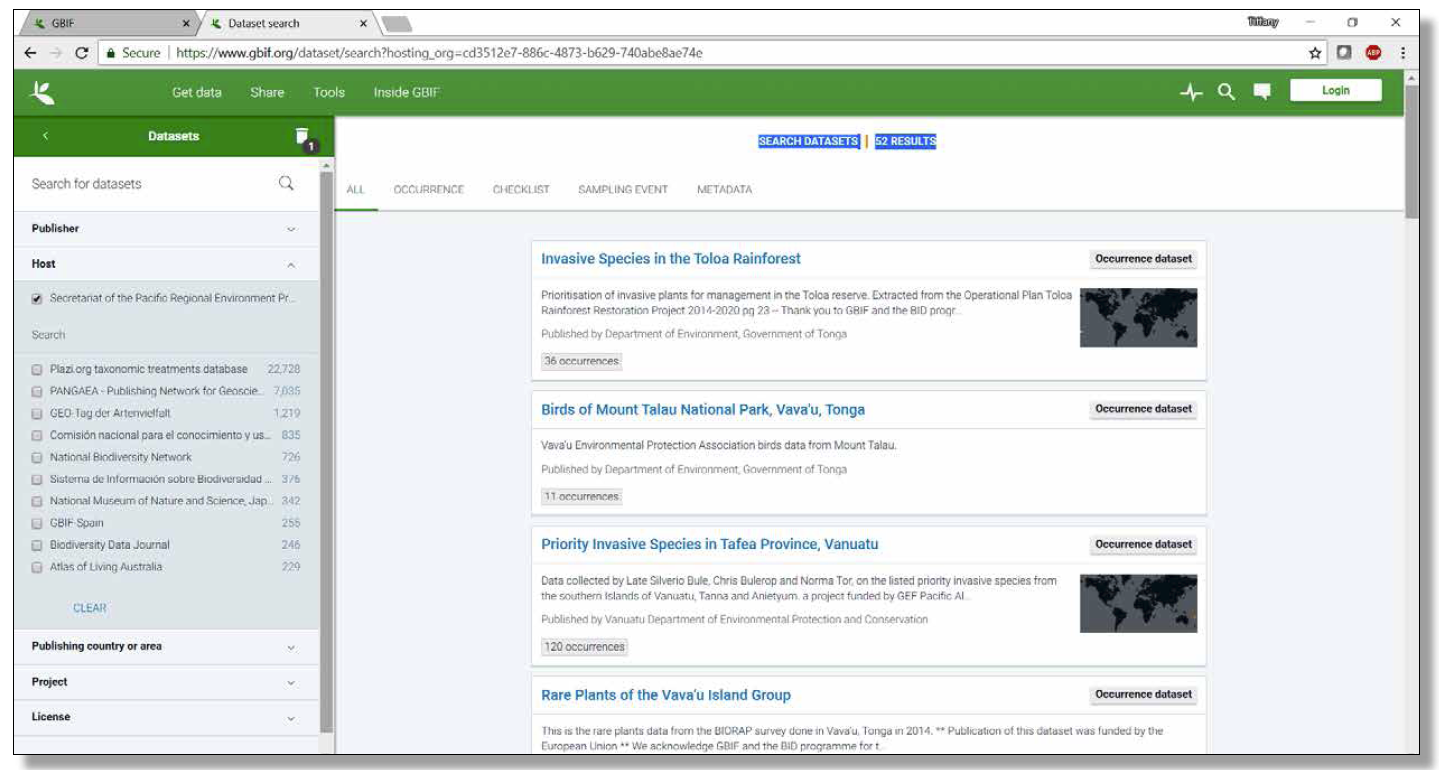 GBIF
Dataset search
Tiffany
Secure | https://www.gbif.org/dataset/search?hosting_org=cd3512e7-886c-4873-b629-740abe8ae74e
ABP
Get data Share Tools Inside GBIF
Login
Datasets
1
SEARCH DATASETS | 52 RESULTS
Search for datasets
ALL OCCURRENCE CHECKLIST SAMPLING EVENT METADATA
Publisher
Host
Secretariat of the Pacific Regional Environment Pr...
Search
Plazi.org taxonomic treatments database 22,728
PANGAEA - Publishing Network for Geoscie... 7,035
GEO-Tag der Artenvielfalt 1,219
Comisión nacional para el conocimiento y us... 835
National Biodiversity Network 726
Sistema de Información sobre Biodiversidad ... 376
National Museum of Nature and Science, Jap... 342
GBIF-Spain 255
Biodiversity Data Journal 246
Atlas of Living Australia 229
CLEAR
Publishing country or area
Project
License
Invasive Species in the Toloa Rainforest
Occurrence dataset
Prioritisation of invasive plants for management in the Toloa reserve. Extracted from the Operational Plan Toloa
Rainforest Restoration Project 2014-2020 pg 23 -- Thank you to GBIF and the BID progr...
Published by Department of Environment, Government of Tonga
36 occurrences
Birds of Mount Talau National Park, Vava'u, Tonga
Occurrence dataset
Vava'u Environmental Protection Association birds data from Mount Talau.
Published by Department of Environment, Government of Tonga
11 occurrences
Priority Invasive Species in Tafea Province, Vanuatu
Occurrence dataset
Data collected by Late Silverio Bule, Chris Bulerop and Norma Tor, on the listed priority invasive species from
the southern Islands of Vanuatu, Tanna and Anietyum. a project funded by GEF Pacific AI...
Published by Vanuatu Department of Environmental Protection and Conservation
120 occurrences
Rare Plants of the Vava'u Island Group
Occurrence dataset
This is the rare plants data from the BIORAP survey done in Vava'u, Tonga in 2014. ** Publication of this dataset was funded by the
European Union ** We acknowledge GBIF and the BID programme for t...